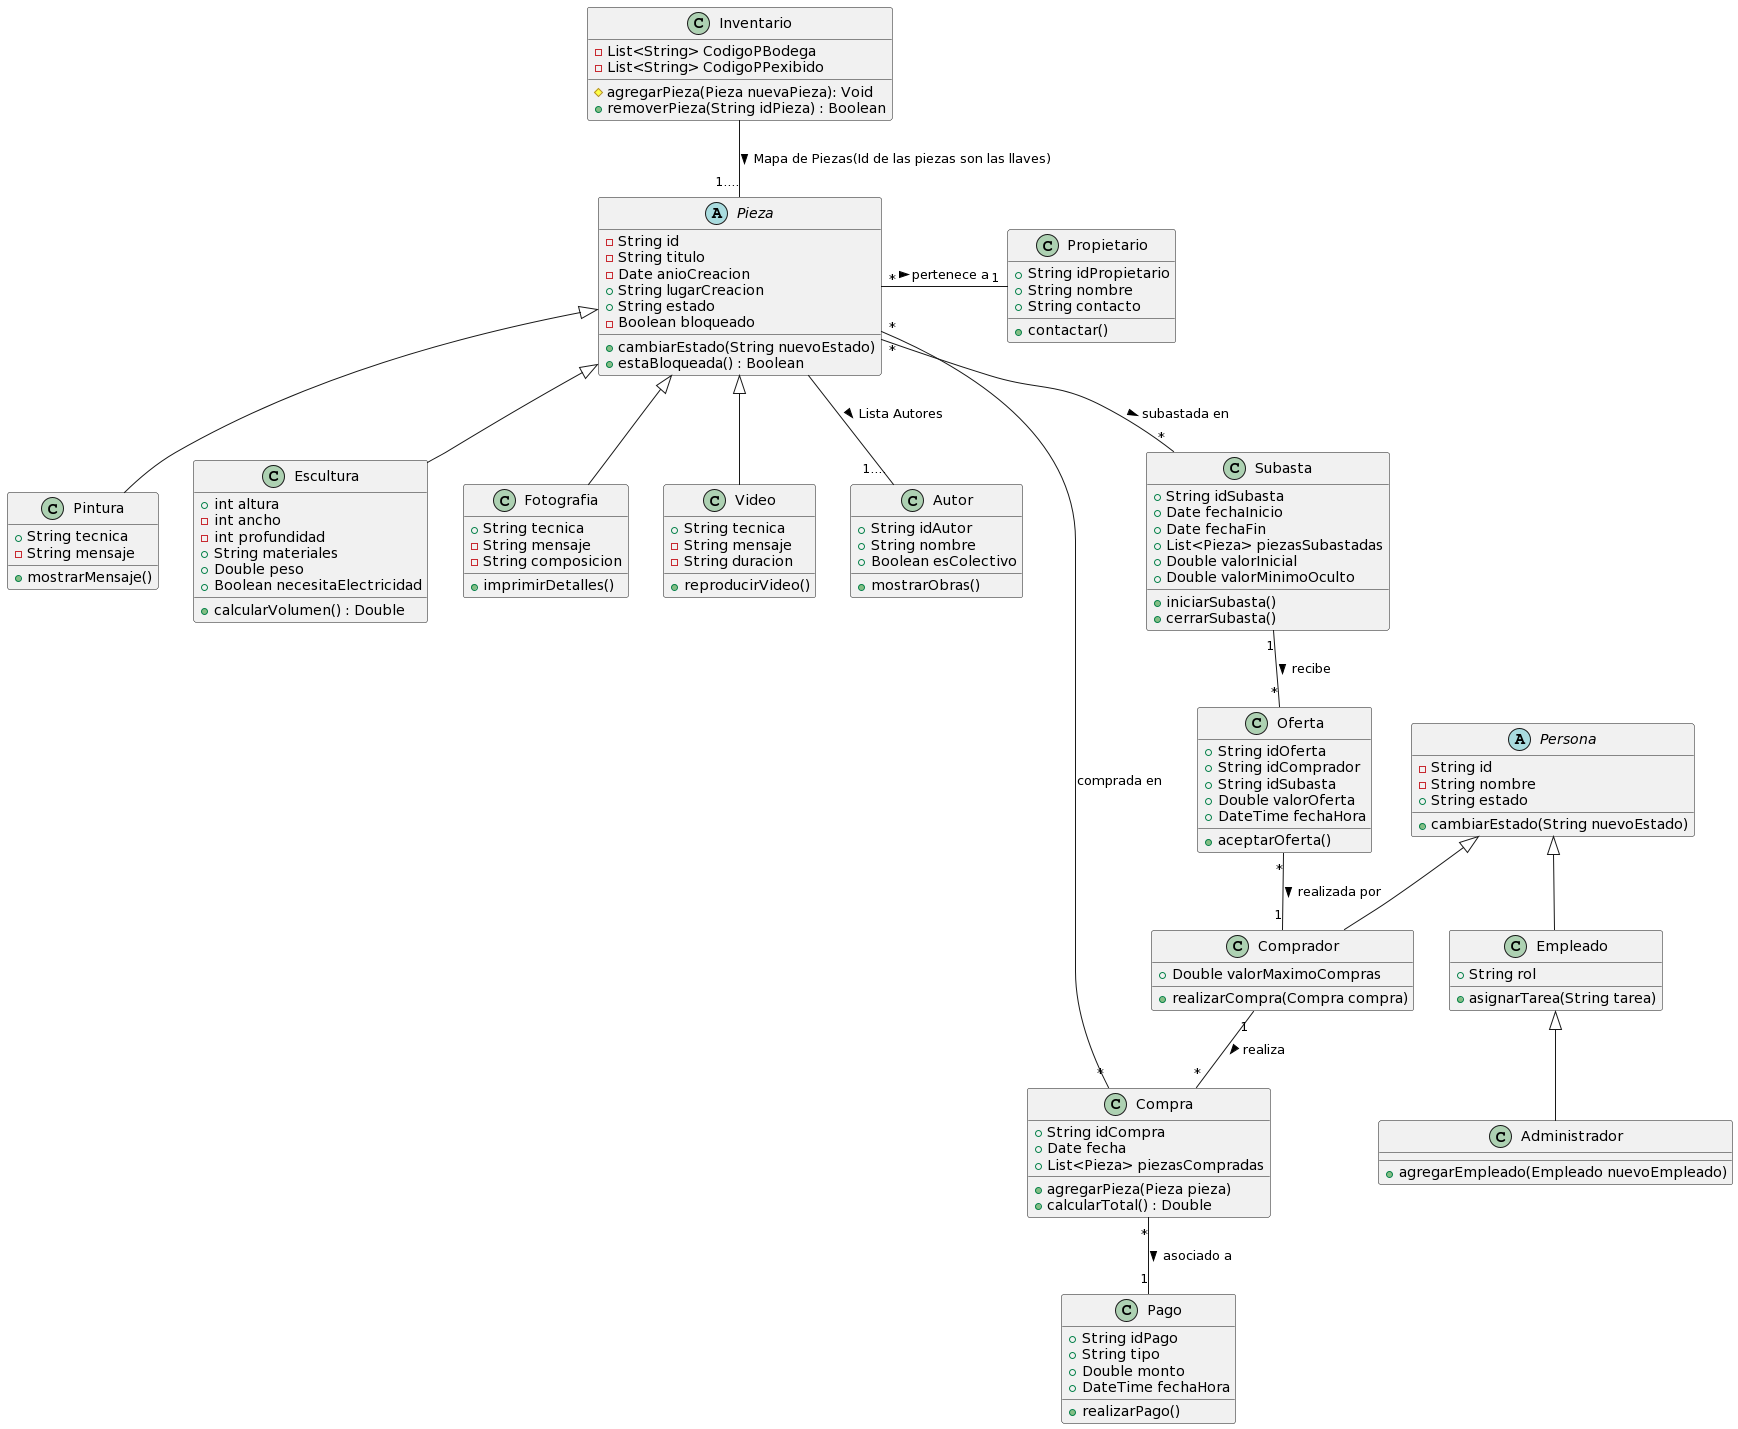 C Inventario
List<String> CodigoPBodega
List<String> CodigoPPexibido
agregarPieza(Pieza nuevaPieza): Void
removerPieza(String idPieza) : Boolean
Mapa de Piezas(Id de las piezas son las llaves)
1....
A Pieza
String id
String titulo
Date anioCreacion
String lugarCreacion
String estado
Boolean bloqueado
cambiarEstado(String nuevoEstado)
estaBloqueada() : Boolean
* pertenece a 1
C Propietario
String idPropietario
String nombre
String contacto
contactar()
*
*
Lista Autores
1...
subastada en
*
C Pintura
String tecnica
String mensaje
mostrarMensaje()
C Escultura
int altura
int ancho
int profundidad
String materiales
Double peso
Boolean necesitaElectricidad
calcularVolumen() : Double
C Fotografia
String tecnica
String mensaje
String composicion
imprimirDetalles()
C Video
String tecnica
String mensaje
String duracion
reproducirVideo()
C Autor
String idAutor
String nombre
Boolean esColectivo
mostrarObras()
C Subasta
String idSubasta
Date fechaInicio
Date fechaFin
List<Pieza> piezasSubastadas
Double valorInicial
Double valorMinimoOculto
iniciarSubasta()
cerrarSubasta()
1
recibe
*
C Oferta
String idOferta
String idComprador
String idSubasta
Double valorOferta
DateTime fechaHora
aceptarOferta()
A Persona
String id
String nombre
String estado
cambiarEstado(String nuevoEstado)
comprada en
*
realizada por
1
C Comprador
Double valorMaximoCompras
realizarCompra(Compra compra)
C Empleado
String rol
asignarTarea(String tarea)
1
realiza
*
*
C Compra
String idCompra
Date fecha
List<Pieza> piezasCompradas
agregarPieza(Pieza pieza)
calcularTotal() : Double
C Administrador
agregarEmpleado(Empleado nuevoEmpleado)
*
asociado a
1
C Pago
String idPago
String tipo
Double monto
DateTime fechaHora
realizarPago()